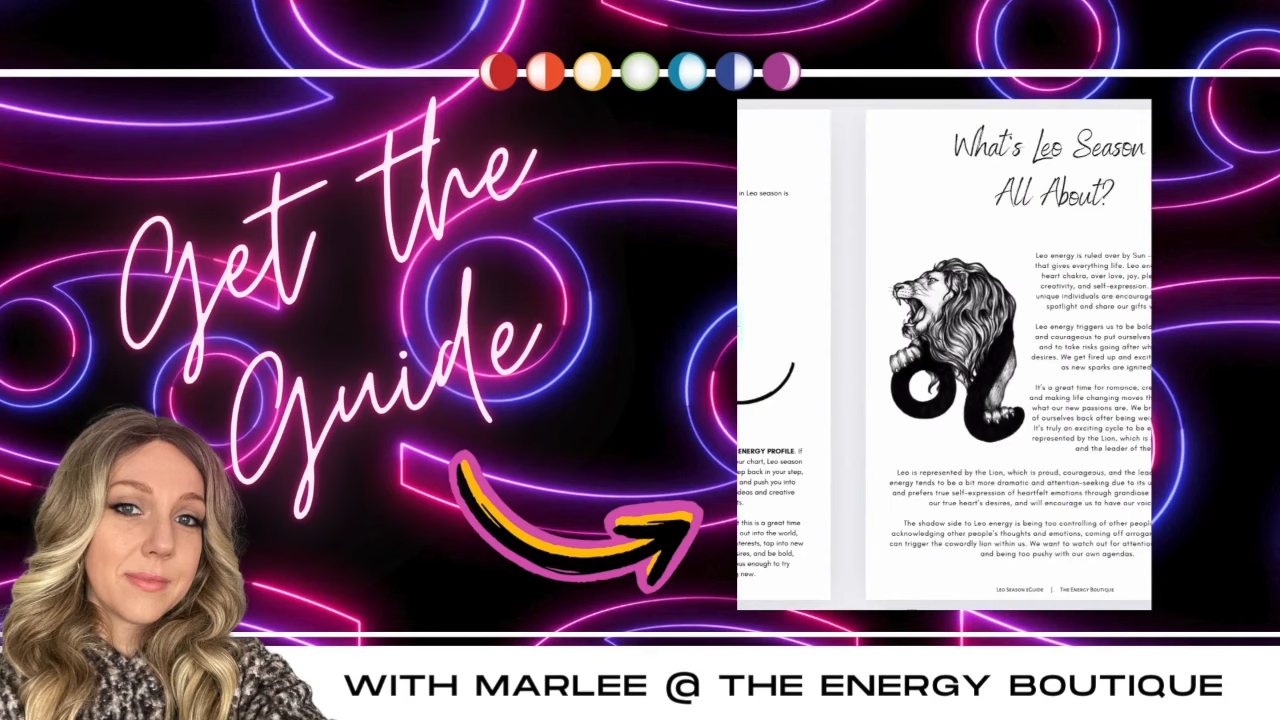 Get the
Guide
in Leo season is
ENERGY PROFILE. If
ur chart, Leo season
ep back in your step,
and push you into
deas and creative
ts.
t this is a great time
out into the world,
terests, tap into new
ures, and be bold,
us enough to try
g new.
What's Leo Season
All About?
Leo energy is ruled over by Sun -
that gives everything life. Leo en
heart chakra, over love, joy, ple
creativity, and self-expression.
unique individuals are encourage
spotlight and share our gifts
Leo energy triggers us to be bold
and courageous to put ourselves
and to take risks going after wh
desires. We get fired up and excit
as new sparks are ignited
It's a great time for romance, cre
and making life changing moves th
what our new passions are. We br
of ourselves back after being wei
It's truly an exciting cycle to be e
represented by the Lion, which is
and the leader of the
Leo is represented by the Lion, which is proud, courageous, and the lead
energy tends to be a bit more dramatic and attention-seeking due to its u
and prefers true self-expression of heartfelt emotions through grandiose
our true heart's desires, and will encourage us to have our voic
The shadow side to Leo energy is being too controlling of other peopl
acknowledging other people's thoughts and emotions, coming off arrogan
can trigger the cowardly lion within us. We want to watch out for attentio
and being too pushy with our own agendas.
Leo Season eGuide | The Energy Boutique
WITH MARLEE @ THE ENERGY BOUTIQUE